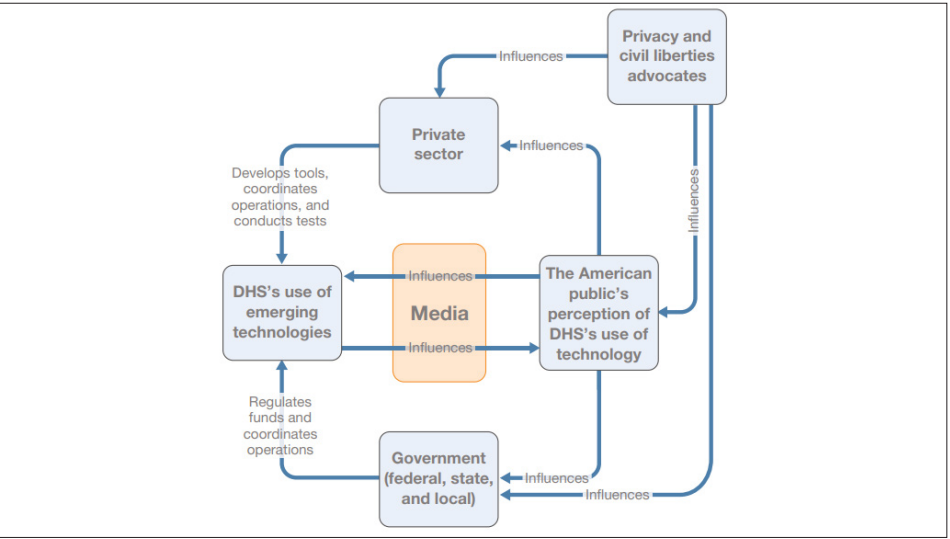 Privacy and
civil liberties
advocates
Influences
Private
sector
Influences
Develops tools,
coordinates
operations, and
conducts tests
Influences
DHS's use of
emerging
technologies
Influences
Media
Influences
The American
public's
perception of
DHS's use of
technology
Regulates
funds and
coordinates
operations
Government
(federal, state,
and local)
Influences
Influences